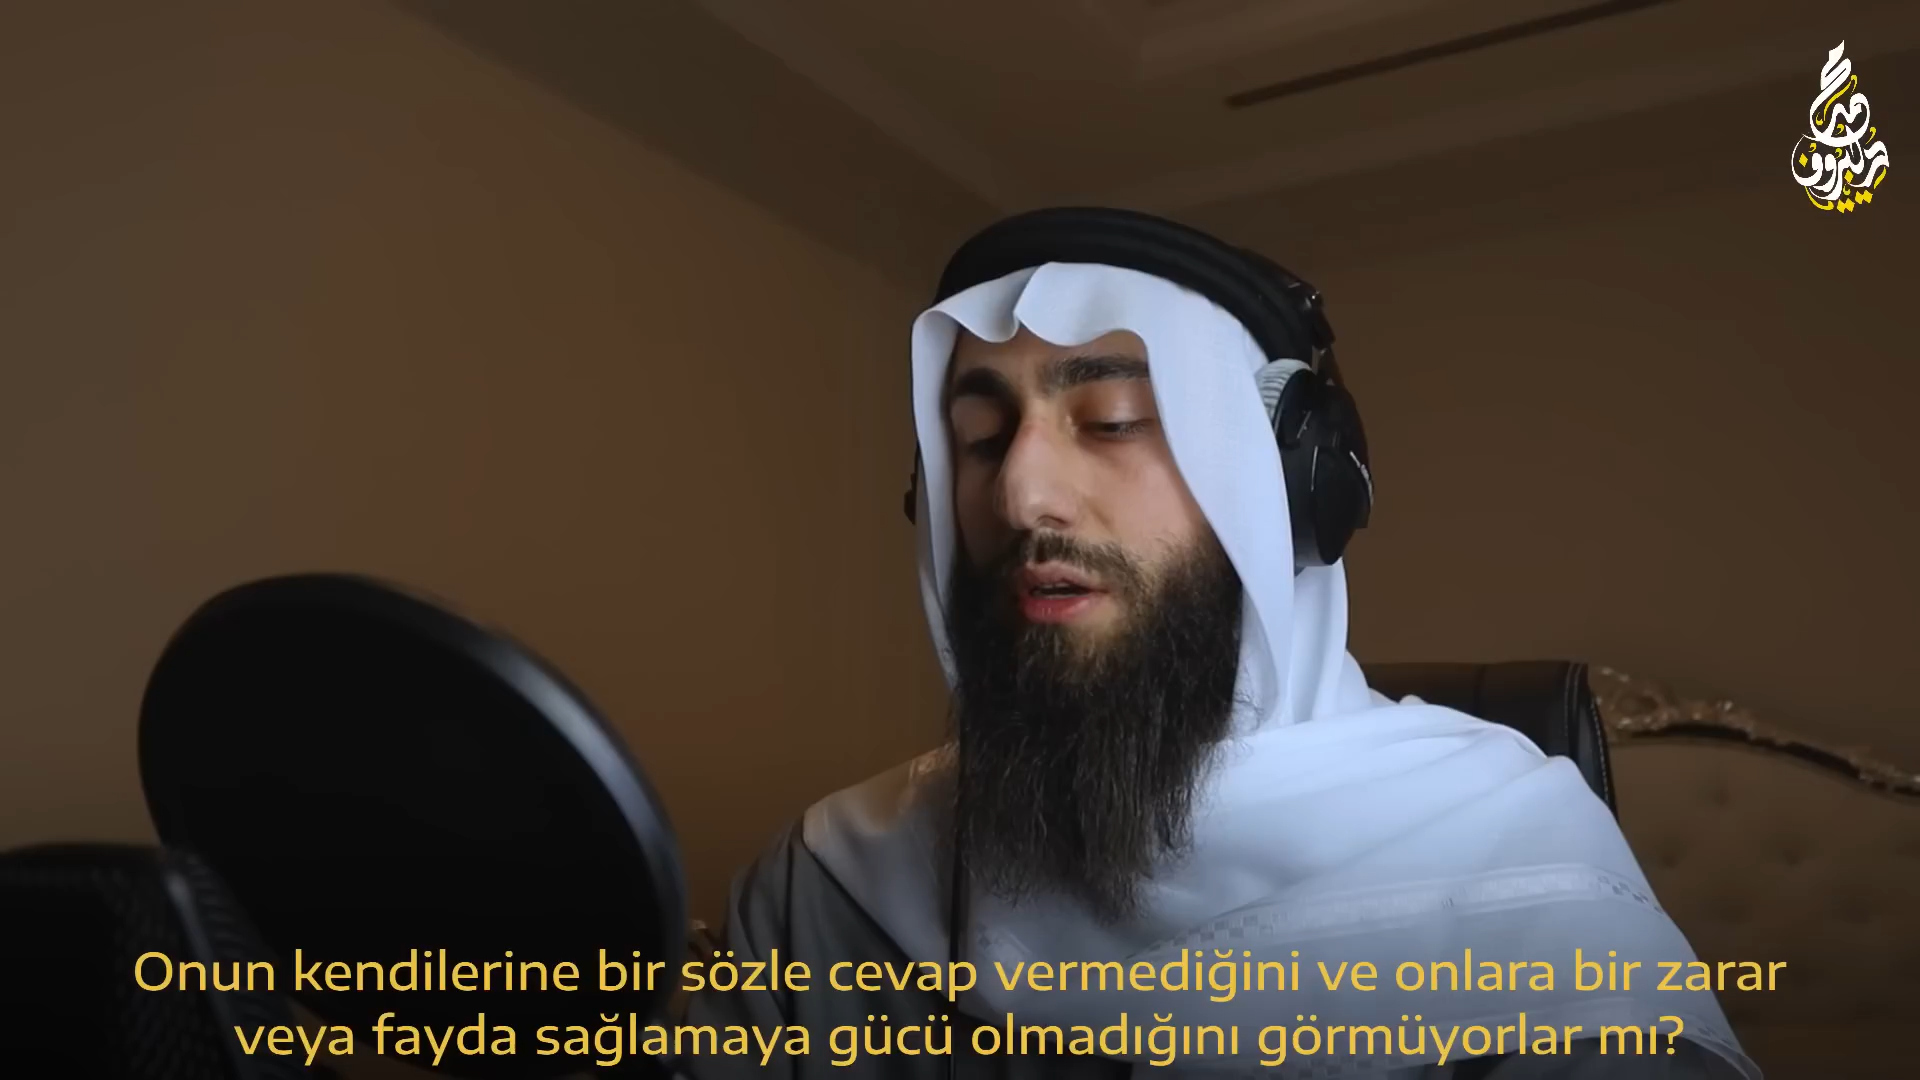 Onun kendilerine bir sözle cevap vermediğini ve onlara bir zarar
veya fayda sağlamaya gücü olmadığını görmüyorlar mı?